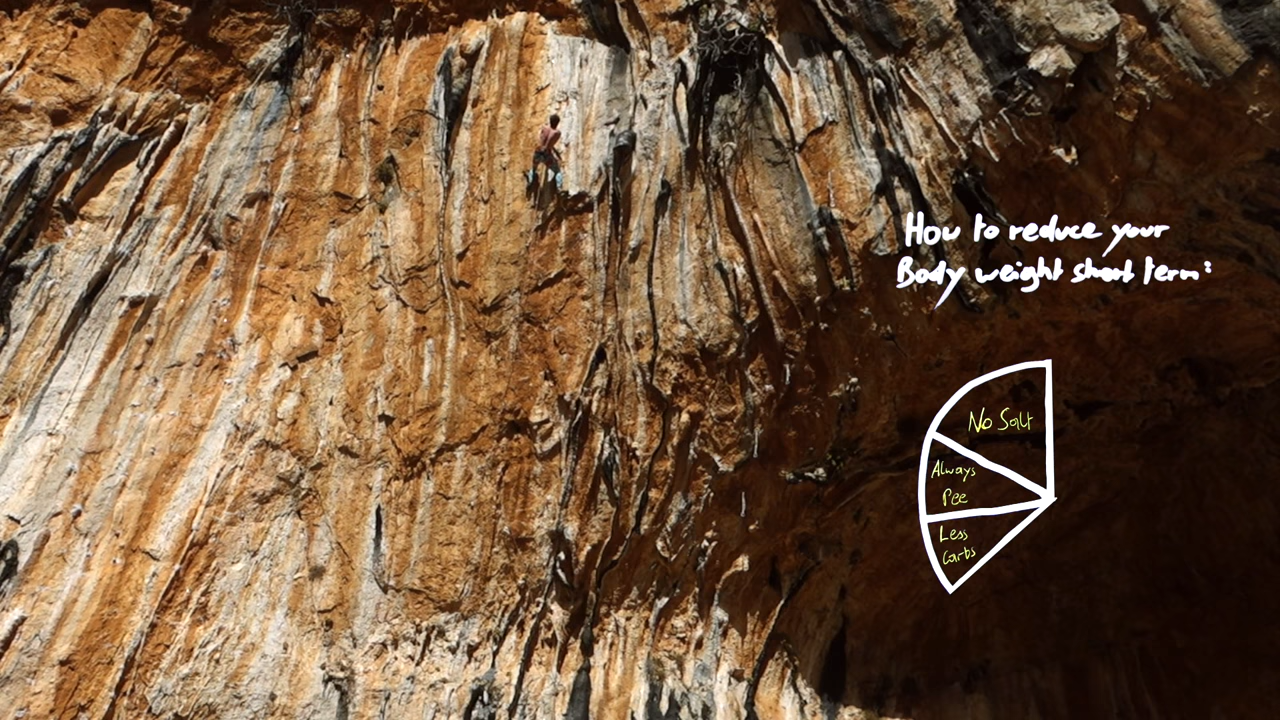 How to reduce your
Body weight short term:
No Salt
Always
Pee
Less
Carbs